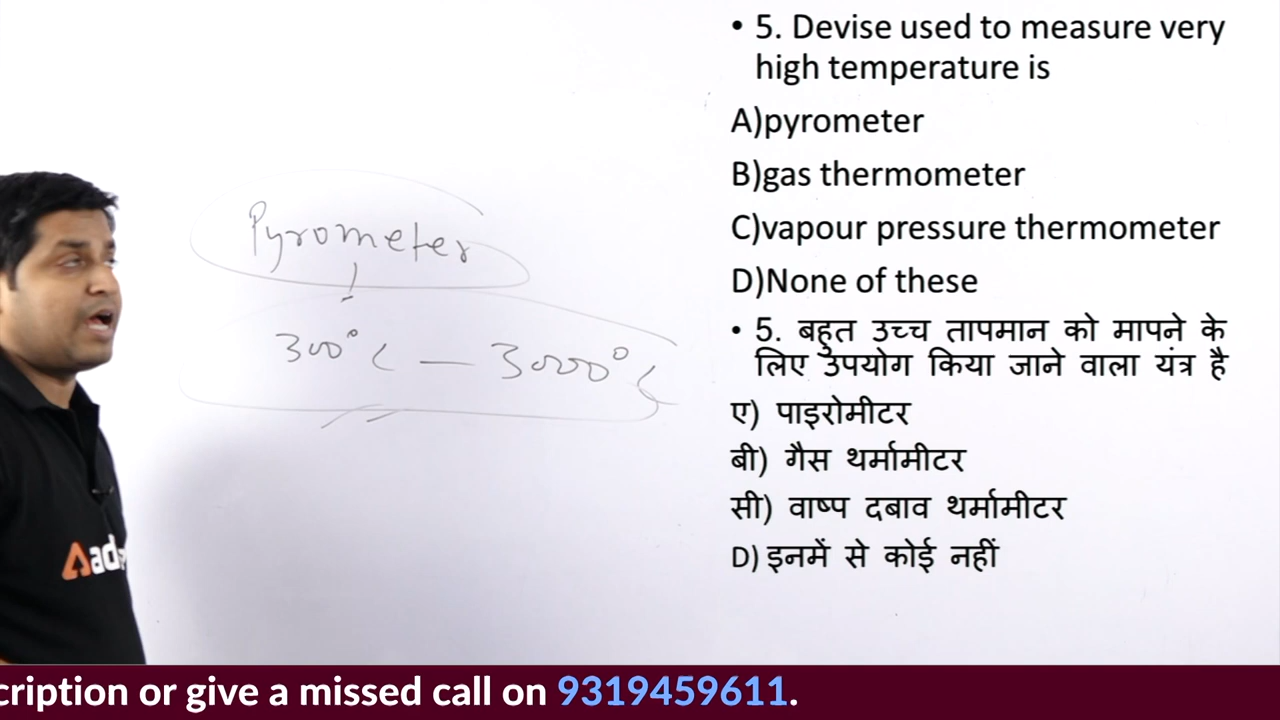 • 5. Devise used to measure very
high temperature is
A)pyrometer
B)gas thermometer
C)vapour pressure thermometer
D)None of these
• 5. बहुत उच्च तापमान को मापने के
लिए उपयोग किया जाने वाला यंत्र है
ए) पाइरोमीटर
बी) गैस थर्मामीटर
सी) वाष्प दबाव थर्मामीटर
D) इनमें से कोई नहीं
Pyrometer
300°C — 3000°C
ad
cription or give a missed call on 9319459611.